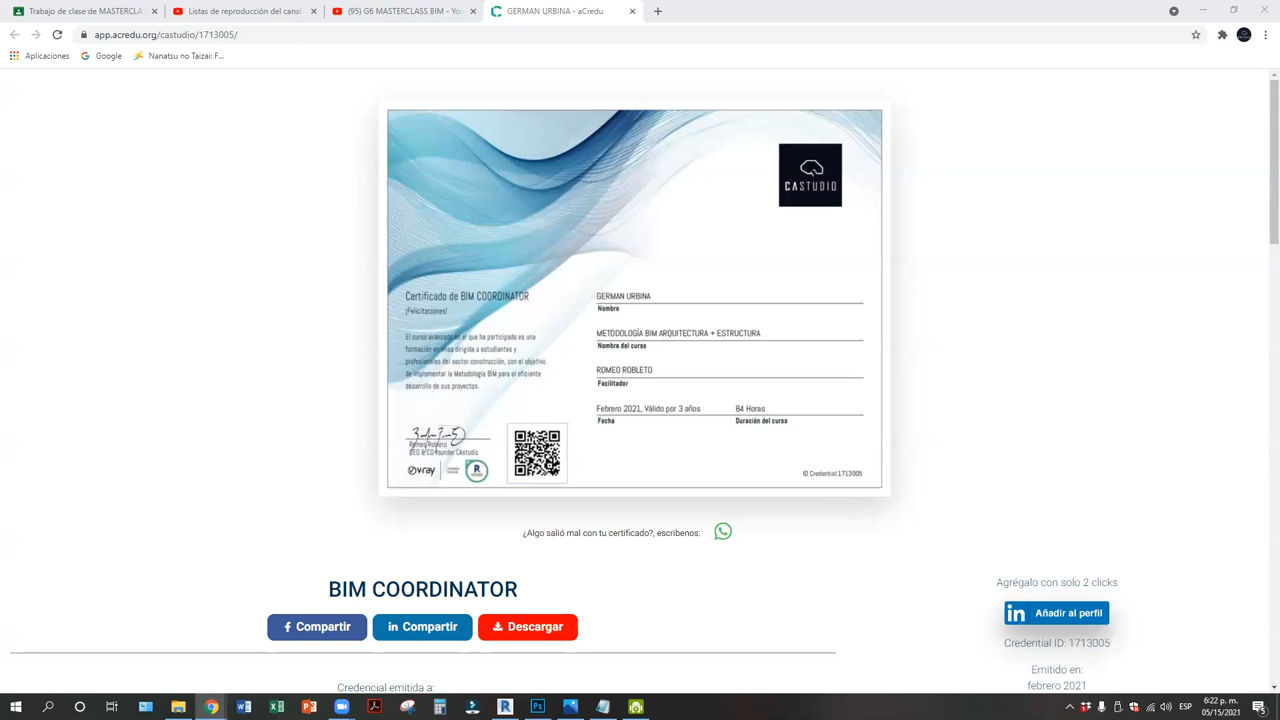 Trabajo de clase de MASTERCLA
Listas de reproducción del canal
(95) G6 MASTERCLASS BIM - You
GERMAN URBINA - aCredu
app.acredu.org/castudio/1713005/
Aplicaciones
Google
Nanatsu no Taizai: F...
CASTUDIO
Certificado de BIM COORDINATOR
¡Felicitaciones!
El curso avanzado en el que ha participado es una
formación en línea dirigida a estudiantes y
profesionales del sector construcción, con el objetivo
de implementar la Metodología BIM para el eficiente
desarrollo de sus proyectos.
Romeo Robleto
CEO & CO founder CAstudio
v-ray
R
GERMAN URBINA
Nombre
METODOLOGÍA BIM ARQUITECTURA + ESTRUCTURA
Nombre del curso
ROMEO ROBLETO
Facilitador
Febrero 2021, Válido por 3 años
84 Horas
Fecha
Duración del curso
ID Credential:1713005
¿Algo salió mal con tu certificado?, escríbenos:
BIM COORDINATOR
Compartir
in Compartir
Descargar
Agrégalo con solo 2 clicks
in Añadir al perfil
Credential ID: 1713005
Emitido en:
febrero 2021
Credencial emitida a:
ESP
6:22 p. m.
05/15/2021